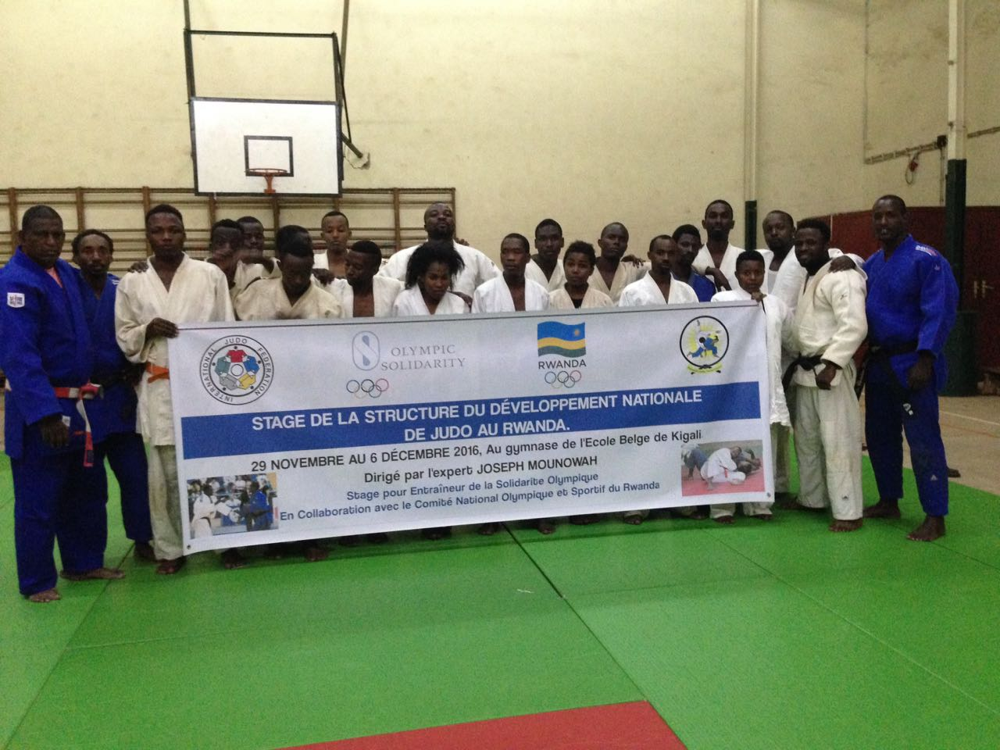 INTERNATIONAL JUDO FEDERATION
OLYMPIC
SOLIDARITY
RWANDA
STAGE DE LA STRUCTURE DU DÉVELOPPEMENT NATIONALE
DE JUDO AU RWANDA.
29 NOVEMBRE AU 6 DÉCEMBRE 2016, Au gymnase de l'Ecole Belge de Kigali
Dirigé par l'expert JOSEPH MOUNOWAH
Stage pour Entraîneur de la Solidarite Olympique
En Collaboration avec le Comité National Olympique et Sportif du Rwanda